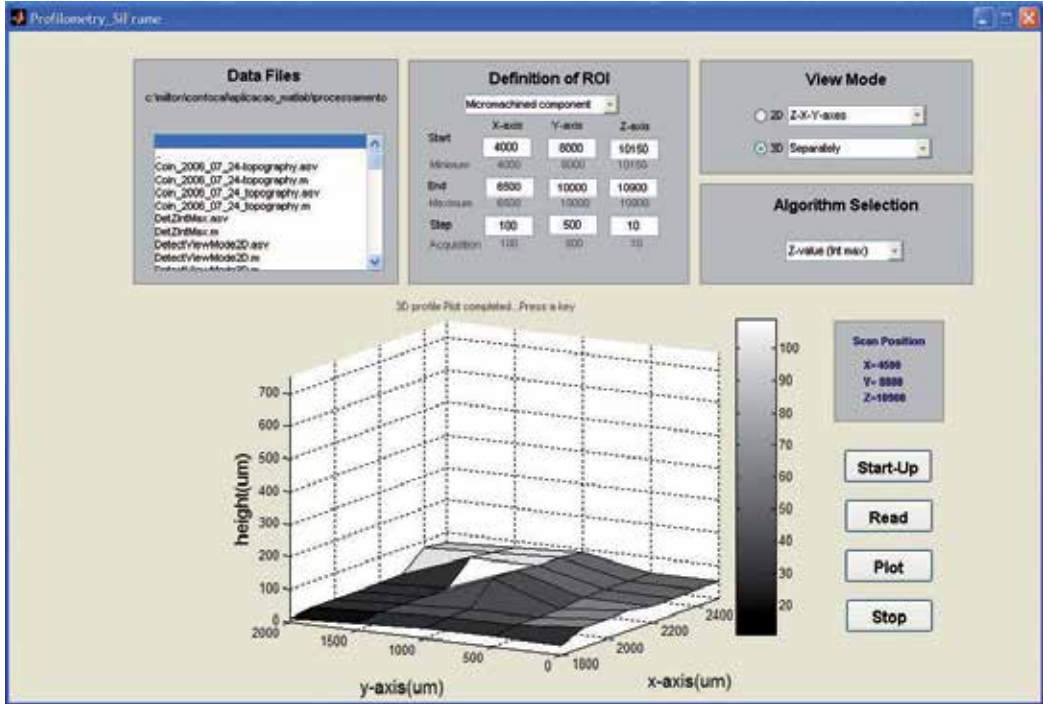 Profilometry_SilFrame
Data Files
c:\milton\confocal\aplicacao_matlab\processamento
..
Coin_2006_07_24-topography.asv
Coin_2006_07_24-topography.m
Coin_2006_07_24_topography.asv
Coin_2006_07_24_topography.m
DetZIntMax.asv
DetZIntMax.m
DetectViewMode2D.asv
DetectViewMode2D.m
Definition of ROI
Micromachined component
X-axis Y-axis Z-axis
Start 4000 8000 10150
Minimum 4000 8000 10150
End 6500 10000 10900
Maximum 6500 10000 10900
Step 100 500 10
Acquisition 100 500 10
View Mode
2D Z-X-Y-axes
3D Separately
Algorithm Selection
Z-value (Int max)
3D profile Plot completed...Press a key
height(um)
700
600
500
400
300
200
100
0
2000 1500 1000 500 0
y-axis(um)
1800 2000 2200 2400
x-axis(um)
100
90
80
70
60
50
40
30
20
Scan Position
X=4500
Y=
Z=10900
Start-Up
Read
Plot
Stop